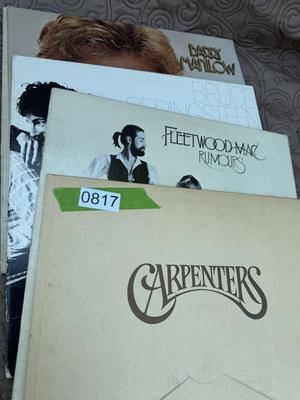 BARRY
MANILOW
BRUCE
SPRINGSTEEN
FLEETWOOD MAC
RUMOURS
0817
CARPENTERS